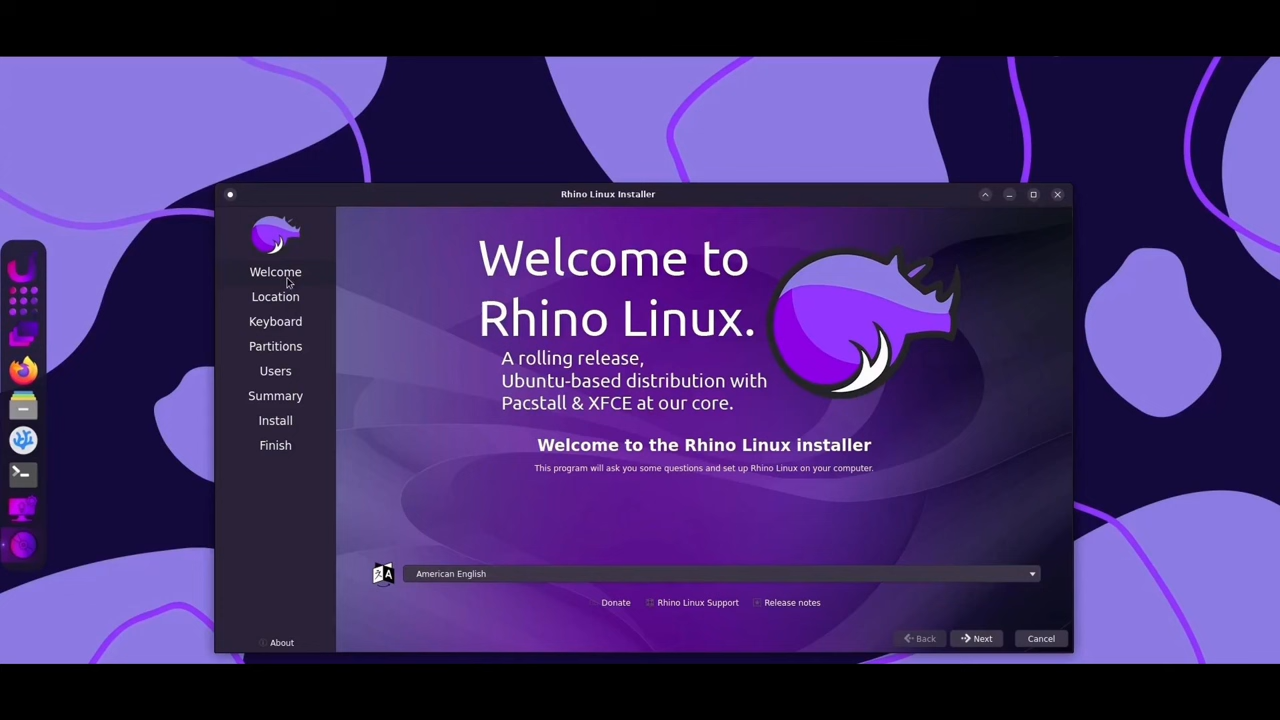 Rhino Linux Installer
Welcome
Location
Keyboard
Partitions
Users
Summary
Install
Finish
About
Welcome to
Rhino Linux.
A rolling release,
Ubuntu-based distribution with
Pacstall & XFCE at our core.
Welcome to the Rhino Linux installer
This program will ask you some questions and set up Rhino Linux on your computer.
American English
Donate Rhino Linux Support Release notes
Back Next Cancel